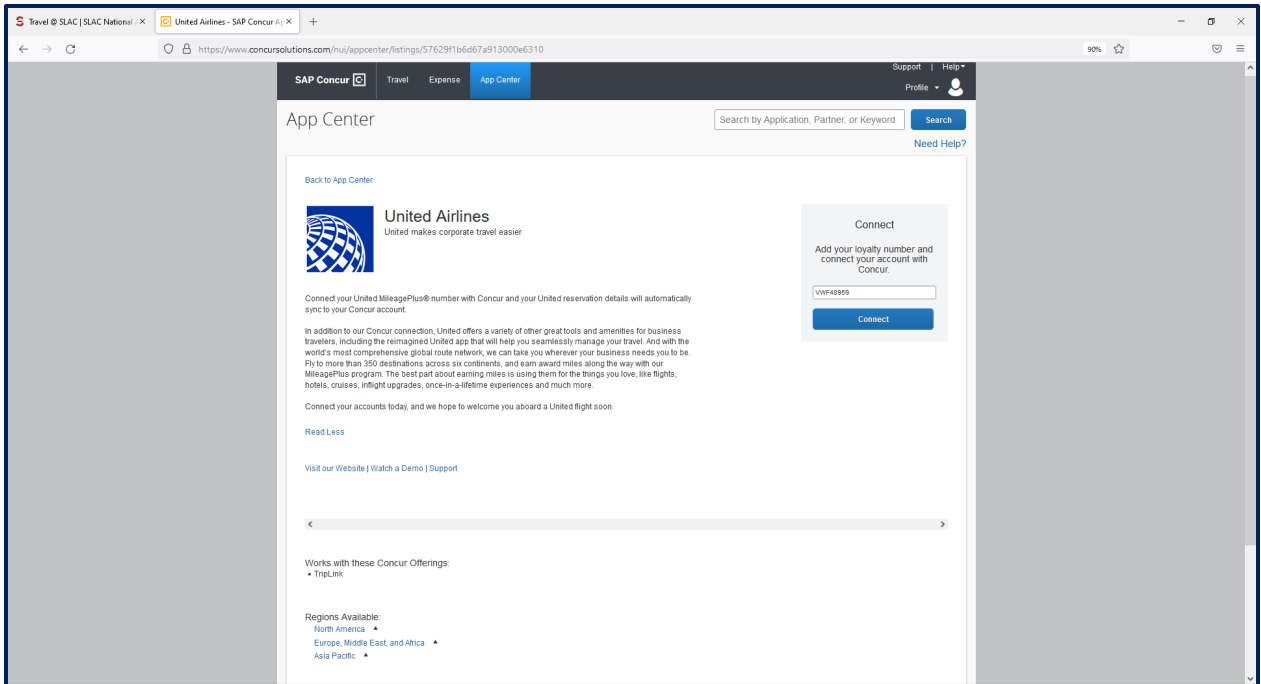 Travel @ SLAC | SLAC National A
United Airlines - SAP Concur Ap
https://www.concursolutions.com/nui/appcenter/listings/57629f1b6d67a913000e6310
90%
Support | Help
SAP Concur C Travel Expense App Center
Profile
App Center
Search by Application, Partner, or Keyword Search
Need Help?
Back to App Center
United Airlines
United makes corporate travel easier
Connect your United MileagePlus® number with Concur and your United reservation details will automatically
sync to your Concur account.
In addition to our Concur connection, United offers a variety of other great tools and amenities for business
travelers, including the reimagined United app that will help you seamlessly manage your travel. And with the
world's most comprehensive global route network, we can take you wherever your business needs you to be.
Fly to more than 350 destinations across six continents, and earn award miles along the way with our
MileagePlus program. The best part about earning miles is using them for the things you love, like flights,
hotels, cruises, inflight upgrades, once-in-a-lifetime experiences and much more.
Connect your accounts today, and we hope to welcome you aboard a United flight soon.
Read Less
Visit our Website | Watch a Demo | Support
Connect
Add your loyalty number and
connect your account with
Concur.
VWF48959
Connect
Works with these Concur Offerings:
• TripLink
Regions Available:
North America
Europe, Middle East, and Africa
Asia Pacific